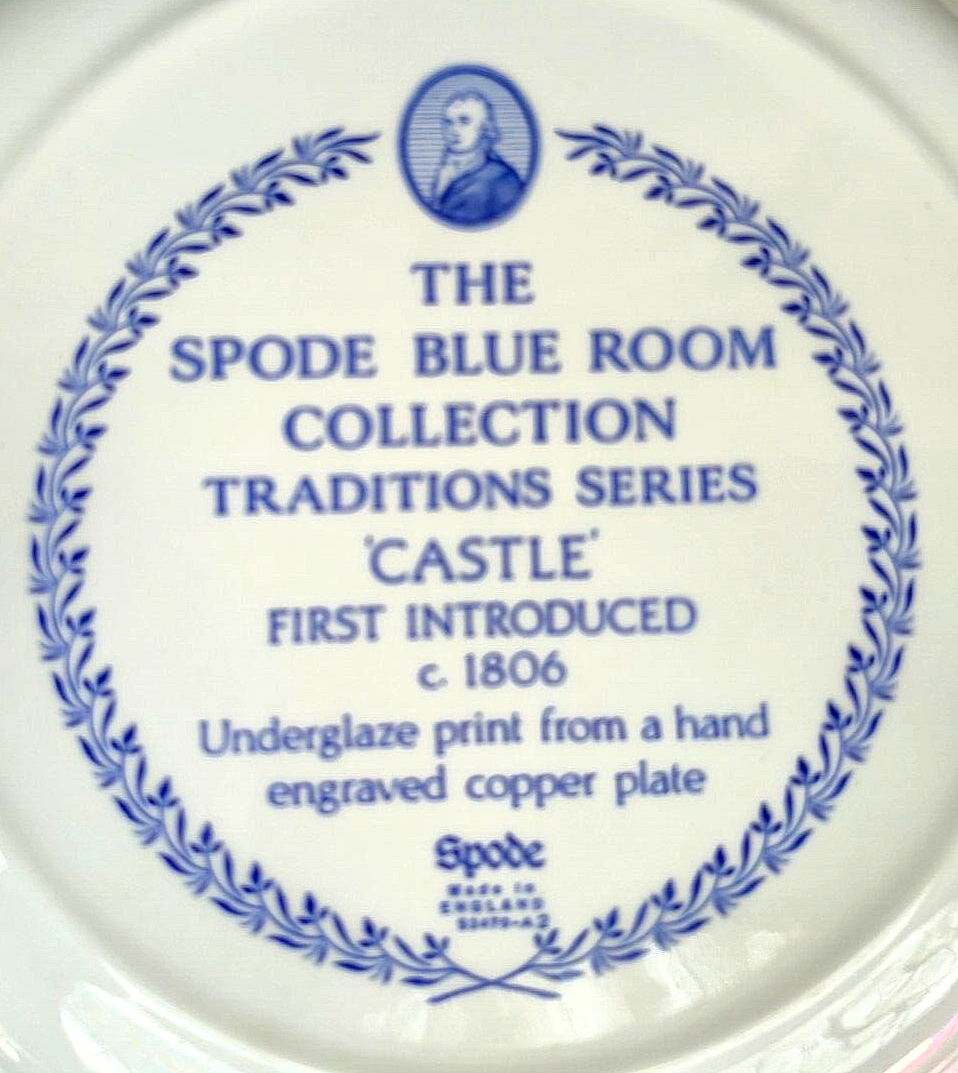 THE
SPODE BLUE ROOM
COLLECTION
TRADITIONS SERIES
'CASTLE'
FIRST INTRODUCED
c. 1806
Underglaze print from a hand
engraved copper plate
Spode
Made in
ENGLAND